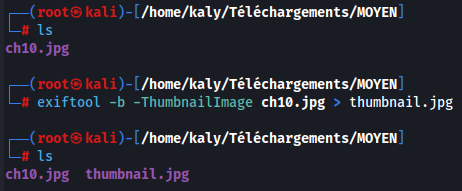 ┌──(root㉿kali)-[/home/kaly/Téléchargements/MOYEN]
└─# ls
ch10.jpg
┌──(root㉿kali)-[/home/kaly/Téléchargements/MOYEN]
└─# exiftool -b -ThumbnailImage ch10.jpg > thumbnail.jpg
┌──(root㉿kali)-[/home/kaly/Téléchargements/MOYEN]
└─# ls
ch10.jpg  thumbnail.jpg